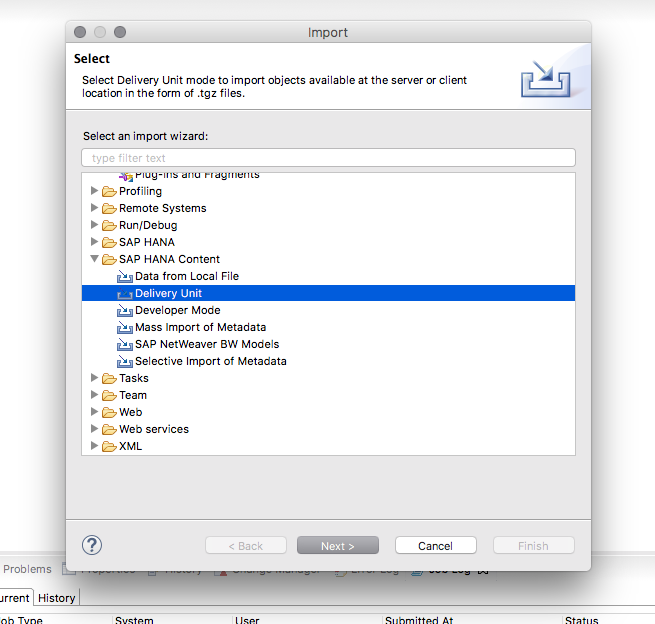 Import
Select
Select Delivery Unit mode to import objects available at the server or client
location in the form of .tgz files.
Select an import wizard:
type filter text
Plug-ins and Fragments
Profiling
Remote Systems
Run/Debug
SAP HANA
SAP HANA Content
Data from Local File
Delivery Unit
Developer Mode
Mass Import of Metadata
SAP NetWeaver BW Models
Selective Import of Metadata
Tasks
Team
Web
Web services
XML
? < Back Next > Cancel Finish
Problems Properties History Change Manager Error Log Job Log
urrent History
ob Type System User Submitted At Status